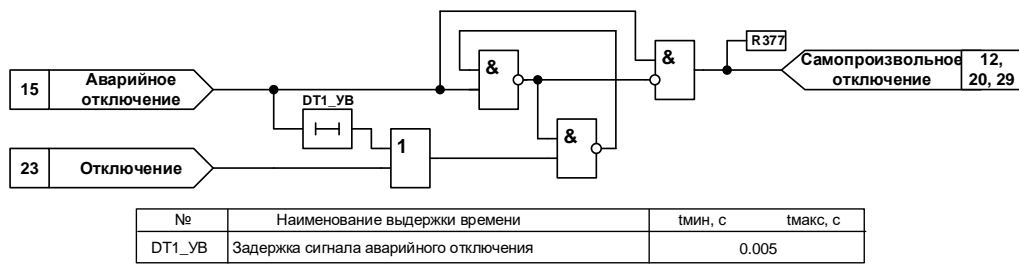 R377
&
&
15
Аварийное
отключение
Самопроизвольное
отключение
12,
20, 29
DT1_УВ
&
1
23
Отключение
№
Наименование выдержки времени
tмин, с
tмакс, с
DT1_УВ
Задержка сигнала аварийного отключения
0.005